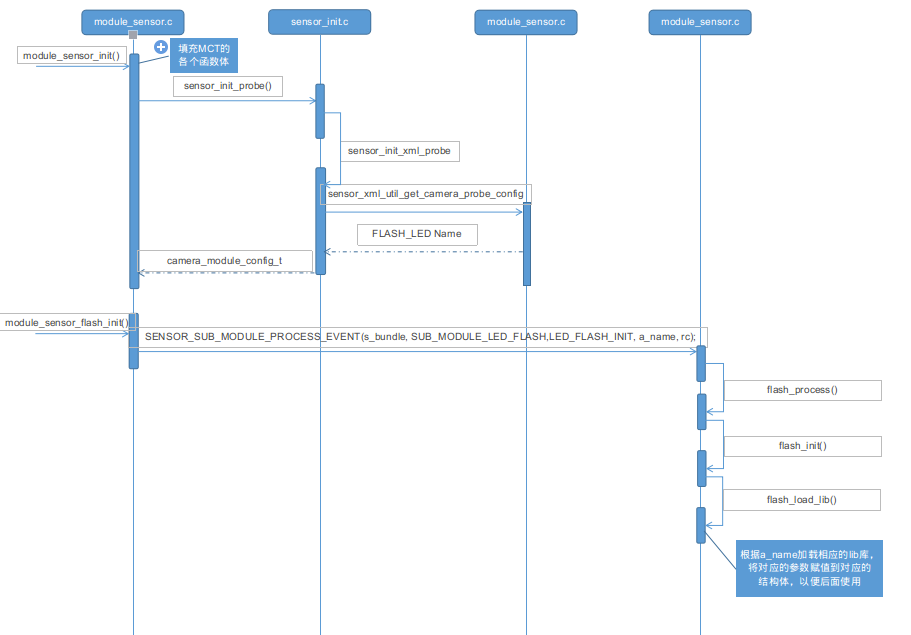 module_sensor.c
sensor_init.c
module_sensor.c
module_sensor.c
module_sensor_init()
填充MCT的
各个函数体
sensor_init_probe()
sensor_init_xml_probe
sensor_xml_util_get_camera_probe_config
FLASH_LED Name
camera_module_config_t
module_sensor_flash_init()
SENSOR_SUB_MODULE_PROCESS_EVENT(s_bundle, SUB_MODULE_LED_FLASH,LED_FLASH_INIT, a_name, rc);
flash_process()
flash_init()
flash_load_lib()
根据a_name加载相应的lib库，
将对应的参数赋值到对应的
结构体，以便后面使用